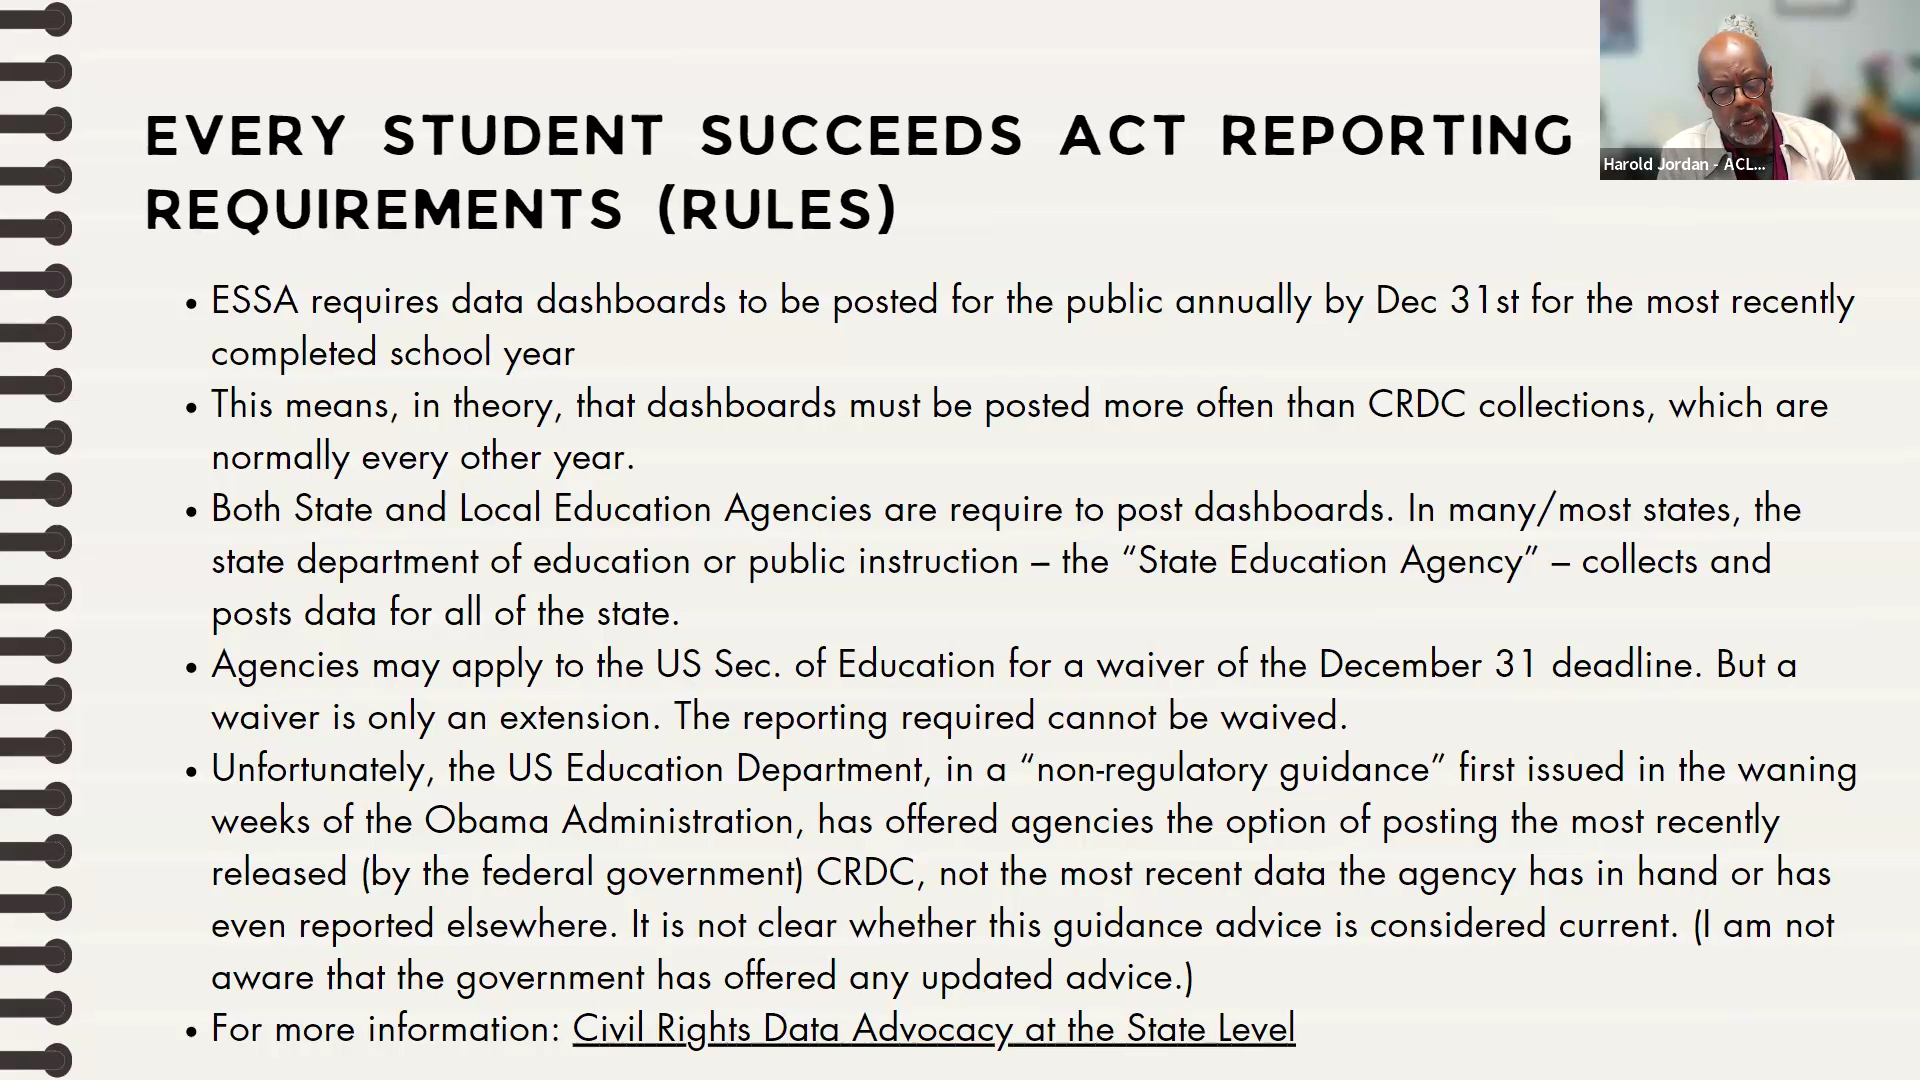 EVERY STUDENT SUCCEEDS ACT REPORTING
REQUIREMENTS (RULES)
Harold Jordan - ACL...
• ESSA requires data dashboards to be posted for the public annually by Dec 31st for the most recently
completed school year
• This means, in theory, that dashboards must be posted more often than CRDC collections, which are
normally every other year.
• Both State and Local Education Agencies are require to post dashboards. In many/most states, the
state department of education or public instruction – the “State Education Agency” – collects and
posts data for all of the state.
• Agencies may apply to the US Sec. of Education for a waiver of the December 31 deadline. But a
waiver is only an extension. The reporting required cannot be waived.
• Unfortunately, the US Education Department, in a “non-regulatory guidance” first issued in the waning
weeks of the Obama Administration, has offered agencies the option of posting the most recently
released (by the federal government) CRDC, not the most recent data the agency has in hand or has
even reported elsewhere. It is not clear whether this guidance advice is considered current. (I am not
aware that the government has offered any updated advice.)
• For more information: Civil Rights Data Advocacy at the State Level